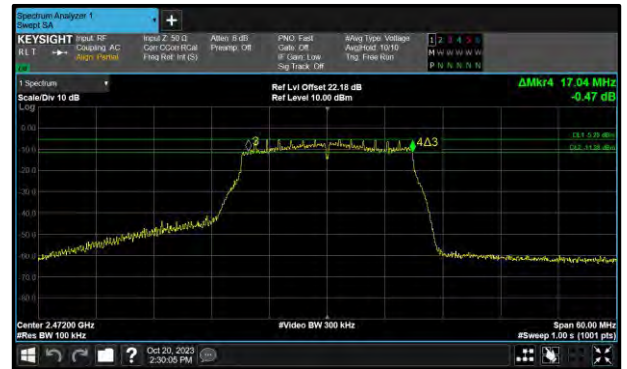 Spectrum Analyzer 1
Swept SA
+
KEYSIGHT Input: RF Input Z: 50 Ω Atten: 8 dB PNO: Fast #Avg Type: Voltage 1 2 3 4 5 6
RLT Coupling: AC Corr CCorr RCal Preamp: Off Gate: Off Avg|Hold: 10/10 M W W W W W
Align: Partial Freq Ref: Int (S) IF Gain: Low Trig: Free Run
Sig Track: Off P N N N N N
1 Spectrum
ΔMkr4 17.04 MHz
Ref Lvl Offset 22.18 dB
Scale/Div 10 dB Ref Level 10.00 dBm -0.47 dB
Log
0.00
-10.0
-20.0
-30.0
-40.0
-50.0
-60.0
-70.0
-80.0
3
4Δ3
Center 2.47200 GHz #Video BW 300 kHz Span 60.00 MHz
#Res BW 100 kHz #Sweep 1.00 s (1001 pts)
? Oct 20, 2023
2:30:05 PM